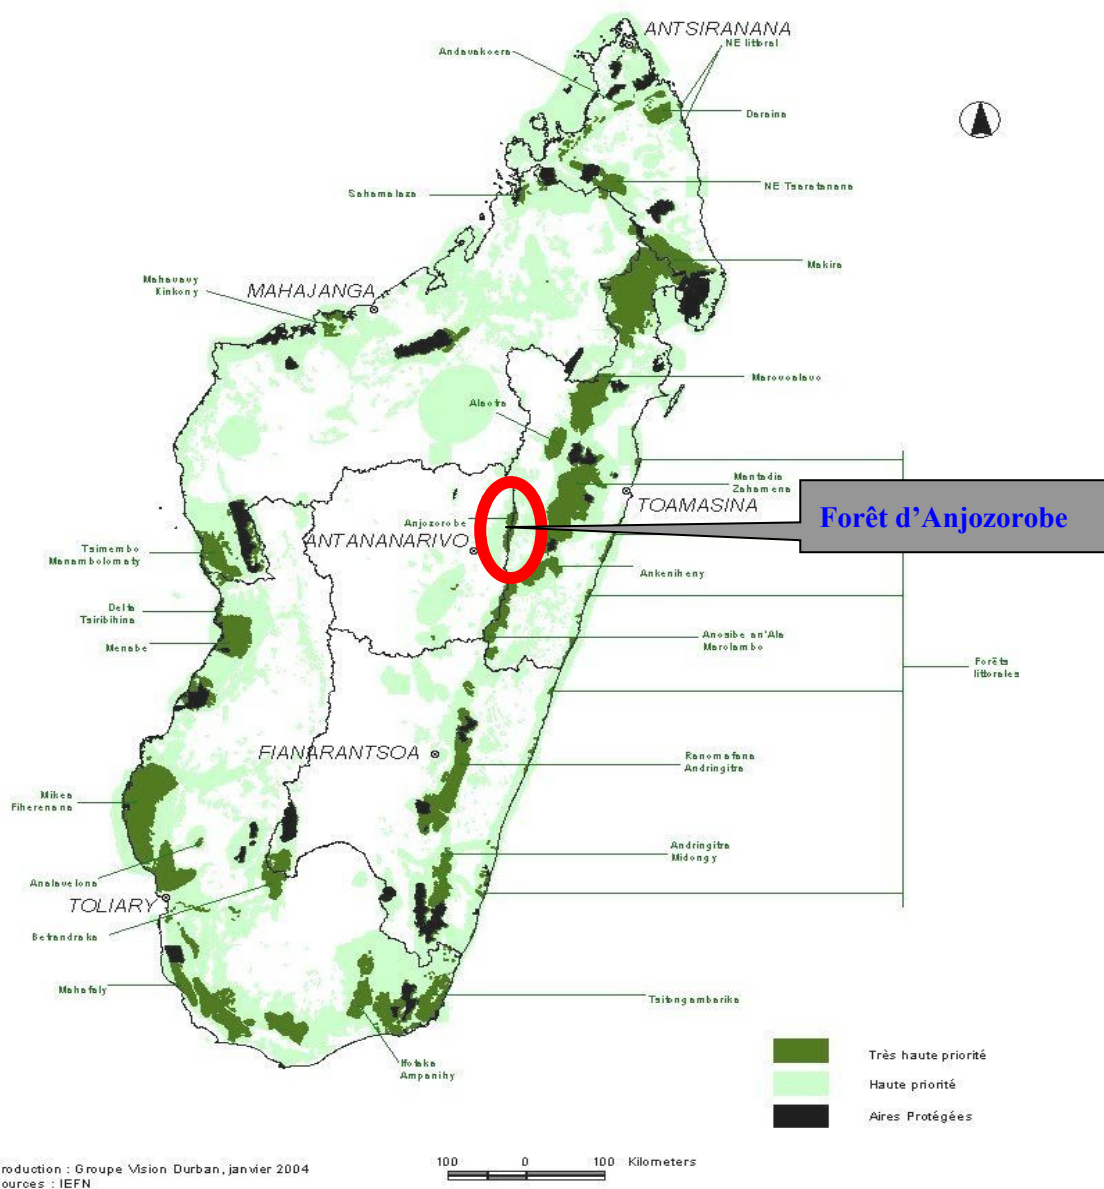 ANTSIRANANA
NE littoral
Andavakoera
Daraina
NE Tsaratanana
Sahamalaza
Makira
Mahavavy
Kinkony
MAHAJANGA
Marovoalavo
Alaotra
Mantadia
Zahamena
TOAMASINA
Forêt d’Anjozorobe
Anjozorobe
ANTANANARIVO
Tsimembo
Manambolomaty
Ankeniheny
Delta
Tsiribihina
Menabe
Anosibe an'Ala
Marolambo
Forêts
littorales
FIANARANTSOA
Ranomafana
Andringitra
Mikea
Fiherenana
Andringitra
Midongy
Analavelona
TOLIARY
Betrandraka
Mahafaly
Tsitongambarika
Ifotaka
Ampanihy
Très haute priorité
Haute priorité
Aires Protégées
roduction : Groupe Vision Durban, janvier 2004
ources : IEFN
100 0 100 Kilometers